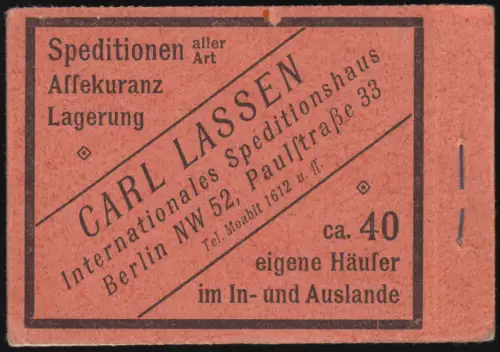 Speditionen aller Art
Aſſekuranz
Lagerung
CARL LASSEN
Internationales Speditionshaus
Berlin NW 52, Paulſtraße 33
Tel. Moabit 1612 u. ff.
ca. 40
eigene Häuſer
im In- und Auslande